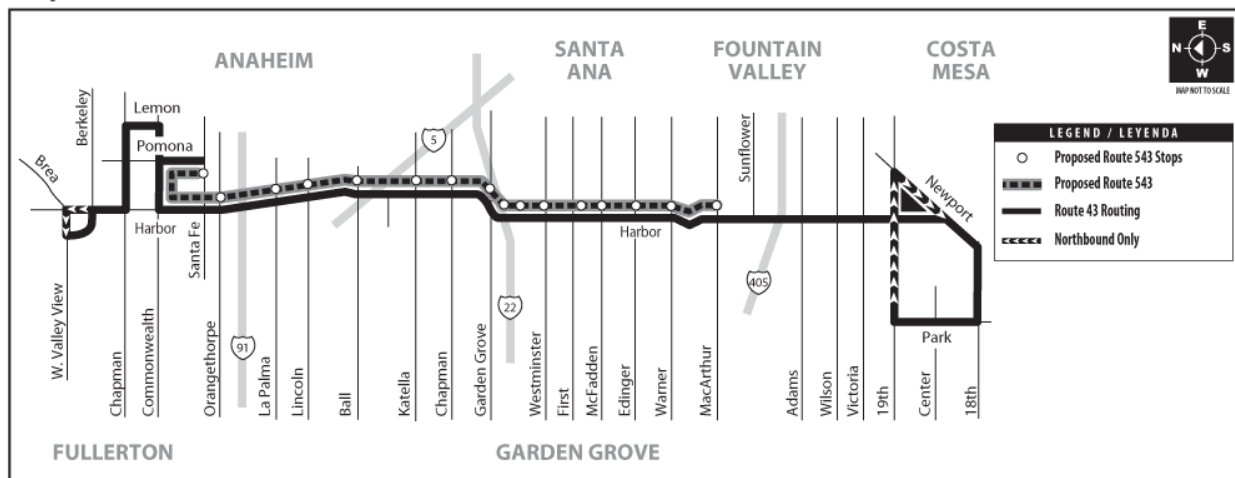 ANAHEIM
SANTA
ANA
FOUNTAIN
VALLEY
COSTA
MESA
E
N
S
W
MAP NOT TO SCALE
Brea
Berkeley
Lemon
Pomona
Harbor
Santa Fe
5
Harbor
Sunflower
Newport
405
22
91
Park
LEGEND / LEYENDA
Proposed Route 543 Stops
Proposed Route 543
Route 43 Routing
Northbound Only
W. Valley View
Chapman
Commonwealth
Orangethorpe
La Palma
Lincoln
Ball
Katella
Chapman
Garden Grove
Westminster
First
McFadden
Edinger
Warner
MacArthur
Adams
Wilson
Victoria
19th
Center
18th
FULLERTON
GARDEN GROVE